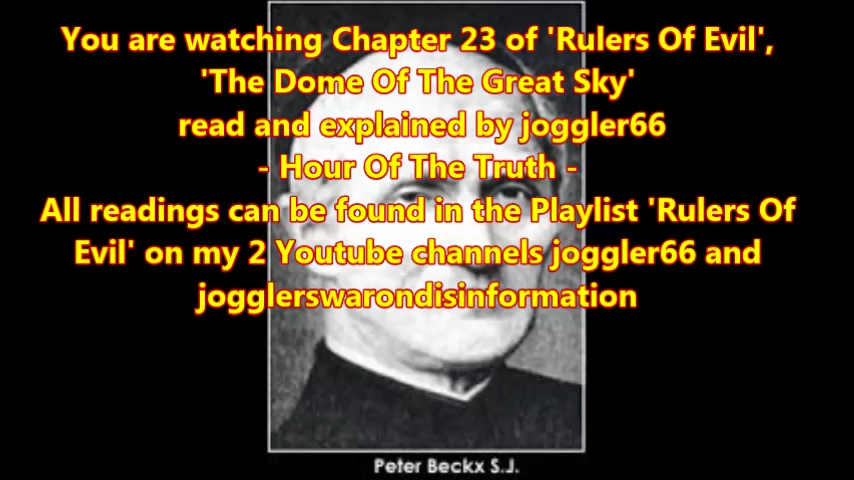 You are watching Chapter 23 of 'Rulers Of Evil',
'The Dome Of The Great Sky'
read and explained by joggler66
- Hour Of The Truth -
All readings can be found in the Playlist 'Rulers Of
Evil' on my 2 Youtube channels joggler66 and
jogglerswarondisinformation
Peter Beckx S.J.